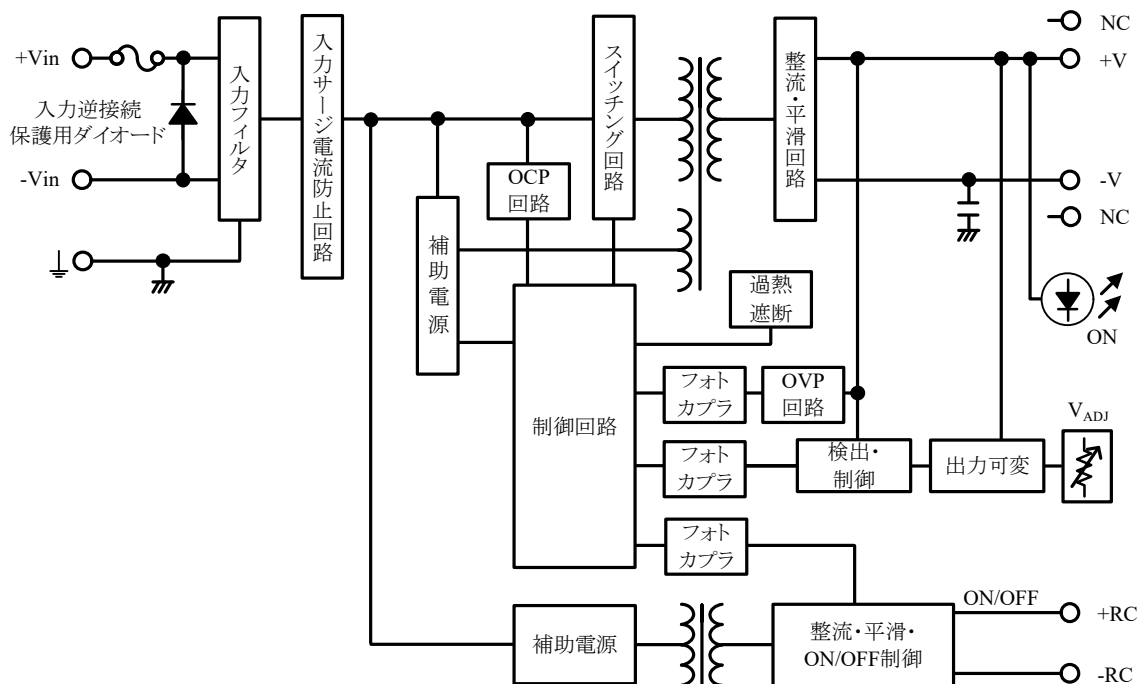 NC
+Vin
+V
入力逆接続
保護用ダイオード
-Vin
入力フィルタ
入力サージ電流防止回路
スイッチング回路
整流・平滑回路
OCP
回路
-V
NC
補助電源
過熱
遮断
ON
フォト
カプラ
OVP
回路
VADJ
制御回路
フォト
カプラ
検出・
制御
出力可変
フォト
カプラ
ON/OFF
+RC
補助電源
整流・平滑・
ON/OFF制御
-RC